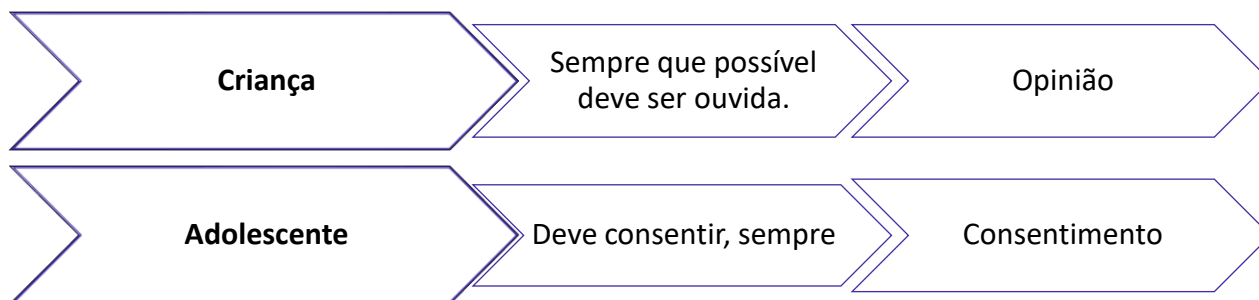 Criança
Sempre que possível
deve ser ouvida.
Opinião
Adolescente
Deve consentir, sempre
Consentimento